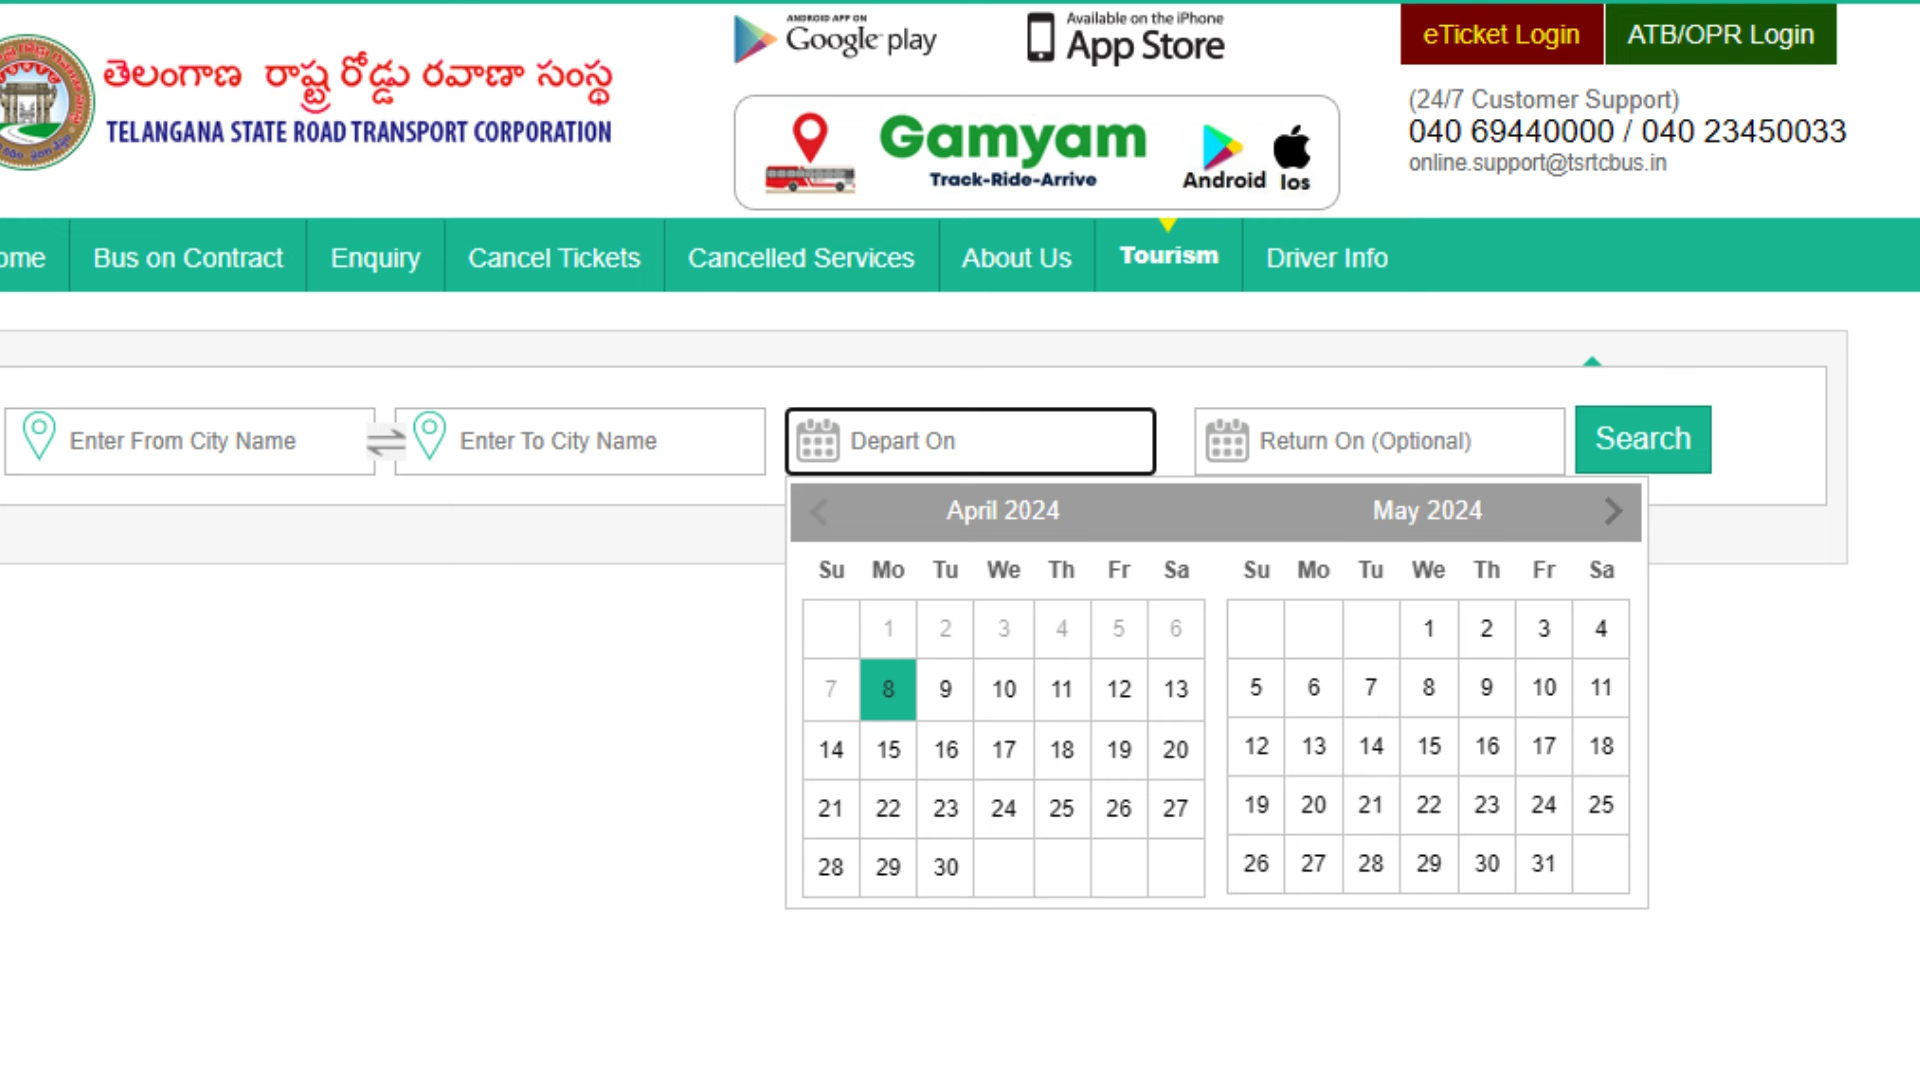 ANDROID APP ON
Google play
Available on the iPhone
App Store
eTicket Login
ATB/OPR Login
తెలంగాణ రాష్ట్ర రోడ్డు రవాణా సంస్థ
TELANGANA STATE ROAD TRANSPORT CORPORATION
Gamyam
Track-Ride-Arrive
Android Ios
(24/7 Customer Support)
040 69440000 / 040 23450033
online.support@tsrtcbus.in
ome Bus on Contract Enquiry Cancel Tickets Cancelled Services About Us Tourism Driver Info
Enter From City Name Enter To City Name Depart On Return On (Optional) Search
April 2024
Su Mo Tu We Th Fr Sa
1 2 3 4 5 6
7 8 9 10 11 12 13
14 15 16 17 18 19 20
21 22 23 24 25 26 27
28 29 30
May 2024
Su Mo Tu We Th Fr Sa
1 2 3 4
5 6 7 8 9 10 11
12 13 14 15 16 17 18
19 20 21 22 23 24 25
26 27 28 29 30 31